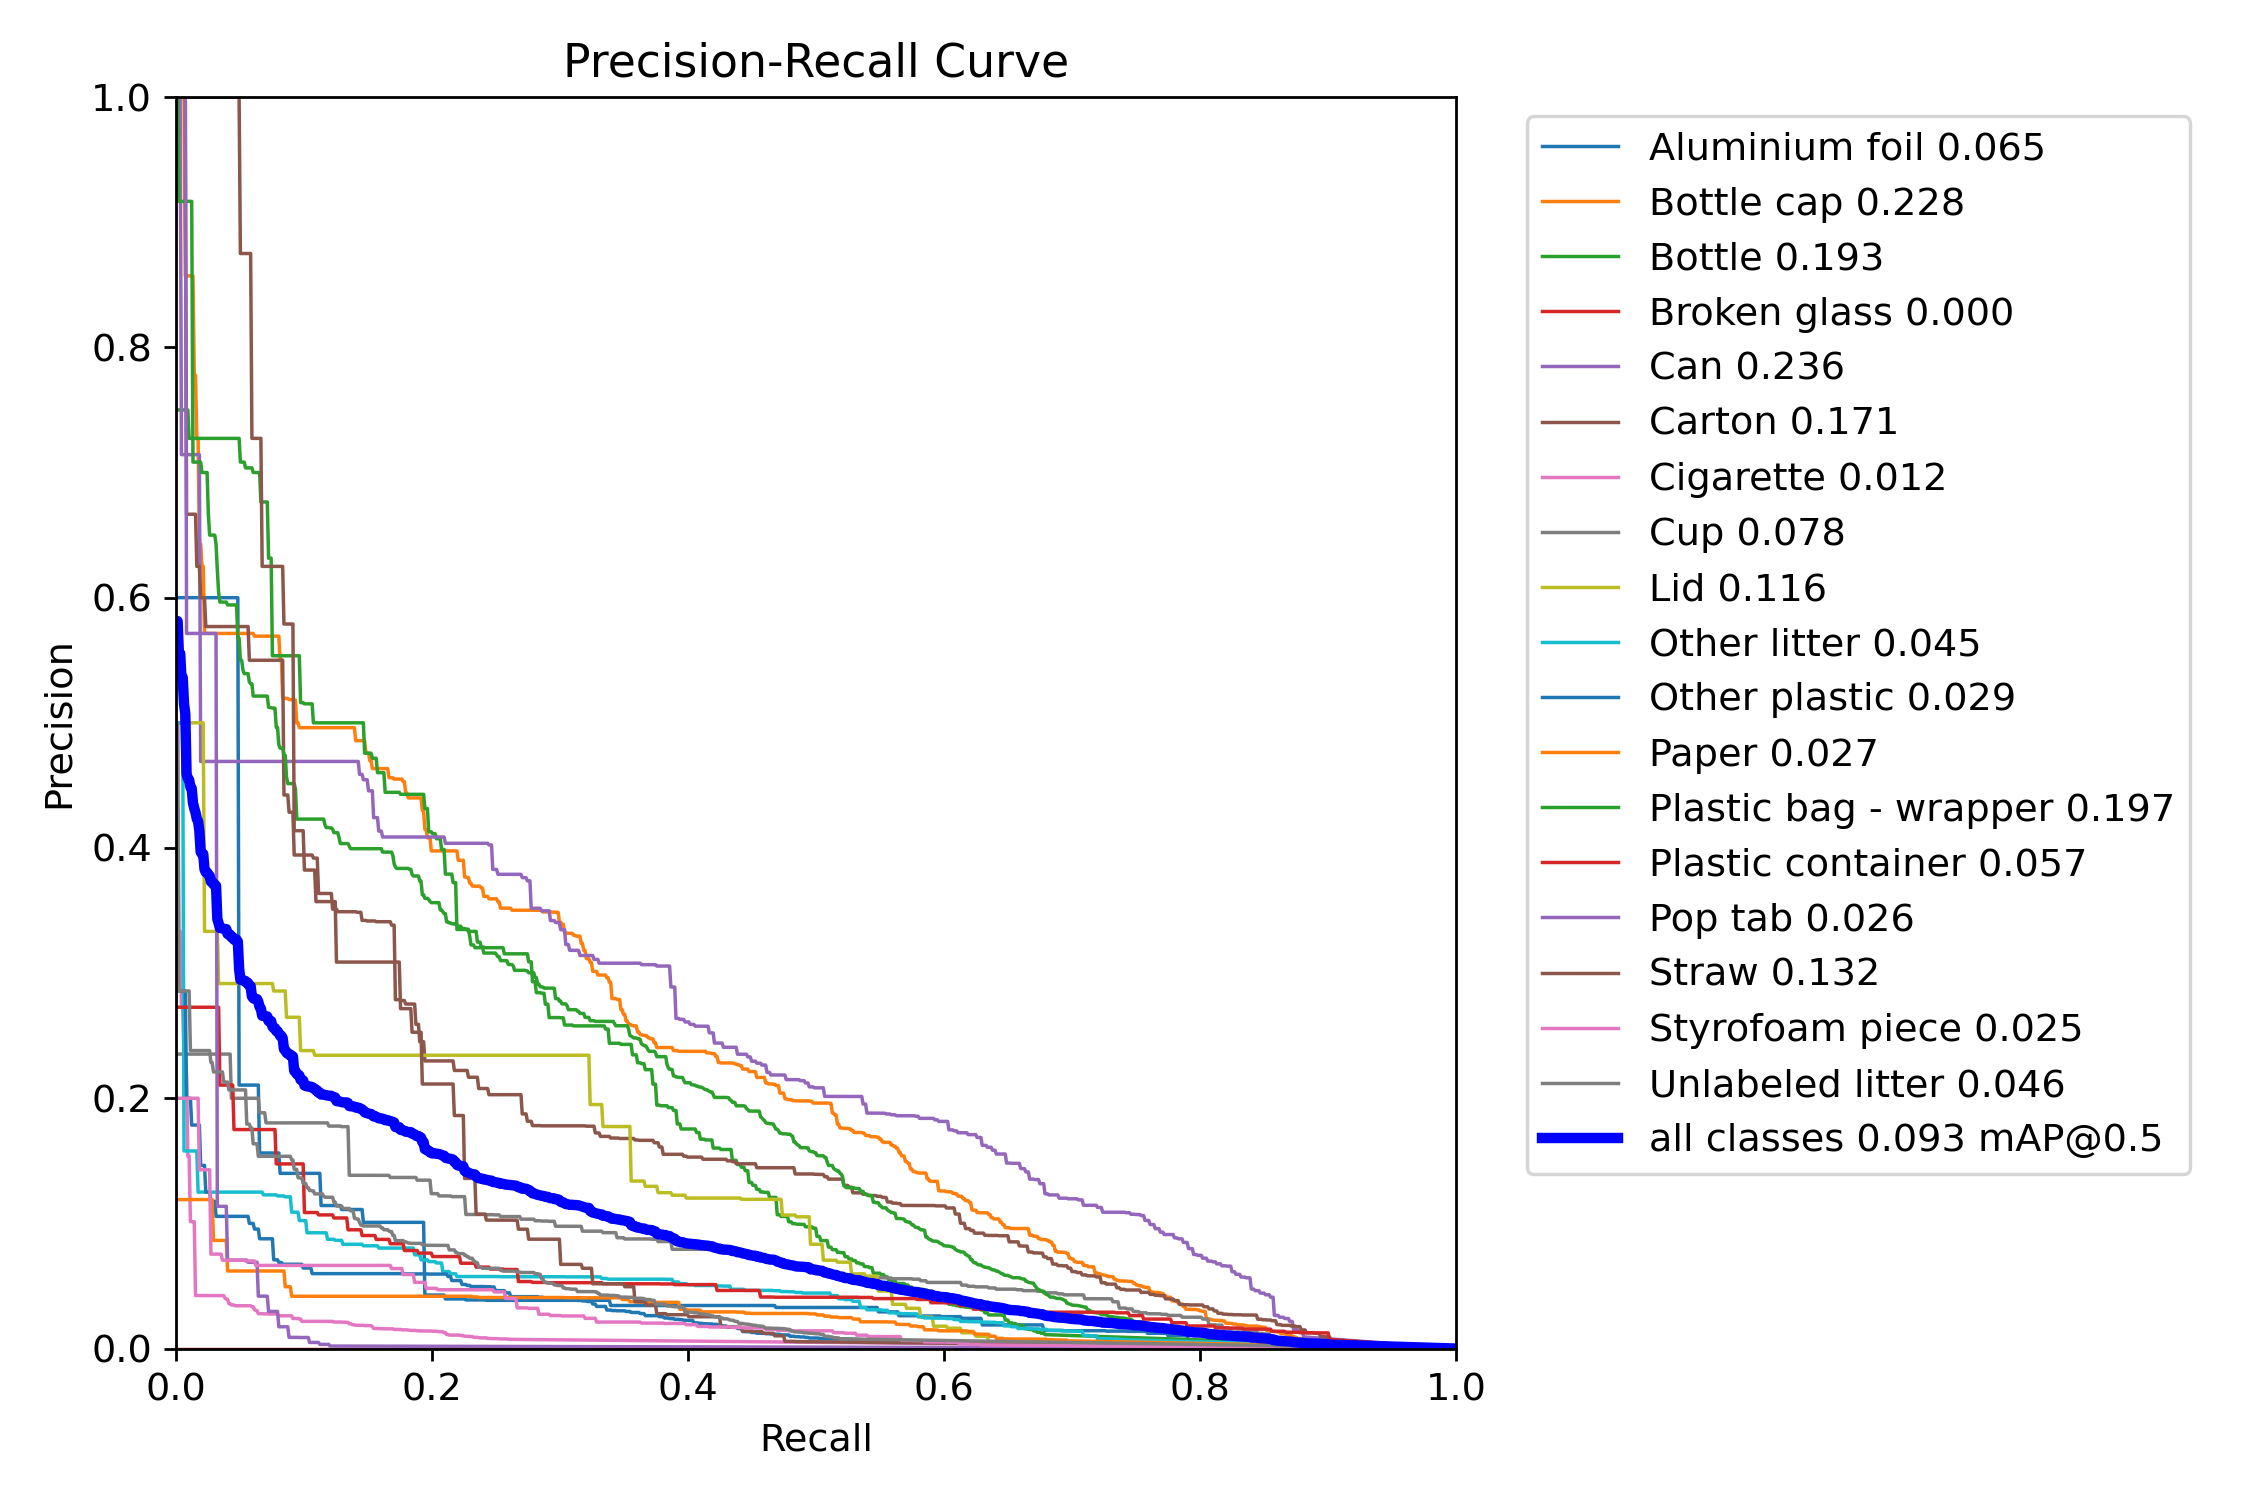 Precision-Recall Curve
1.0
0.8
0.6
0.4
0.2
0.0
Precision
0.0 0.2 0.4 0.6 0.8 1.0
Recall
Aluminium foil 0.065
Bottle cap 0.228
Bottle 0.193
Broken glass 0.000
Can 0.236
Carton 0.171
Cigarette 0.012
Cup 0.078
Lid 0.116
Other litter 0.045
Other plastic 0.029
Paper 0.027
Plastic bag - wrapper 0.197
Plastic container 0.057
Pop tab 0.026
Straw 0.132
Styrofoam piece 0.025
Unlabeled litter 0.046
all classes 0.093 mAP@0.5